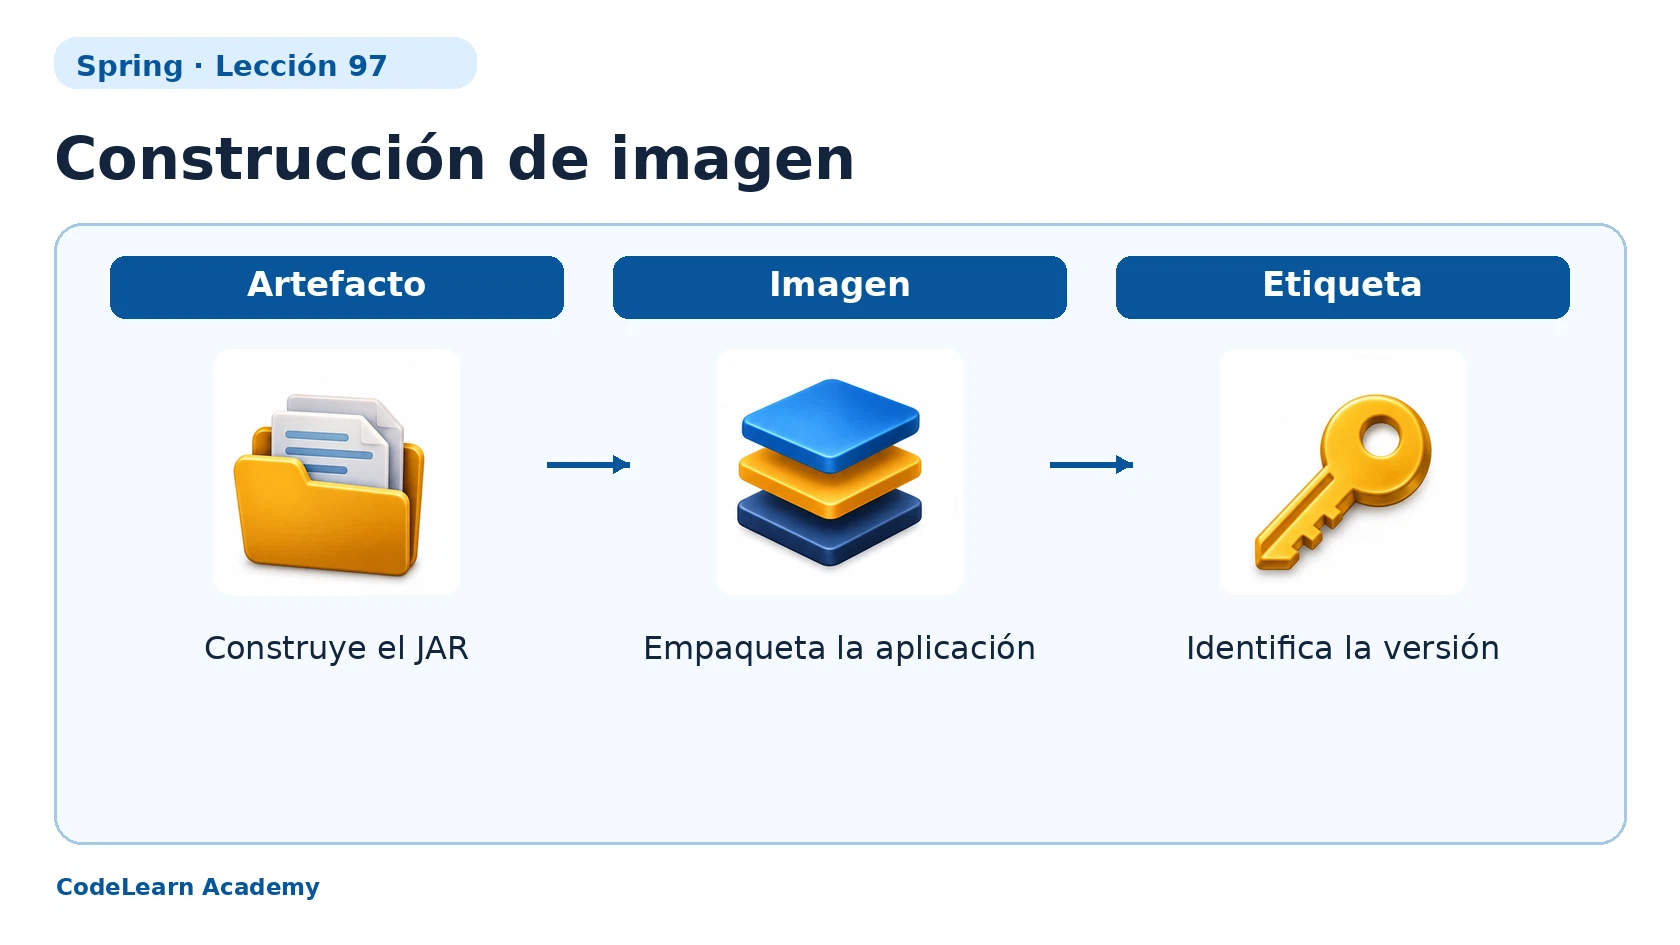 Spring · Lección 97
Construcción de imagen
Artefacto
Imagen
Etiqueta
Construye el JAR
Empaqueta la aplicación
Identifica la versión
CodeLearn Academy